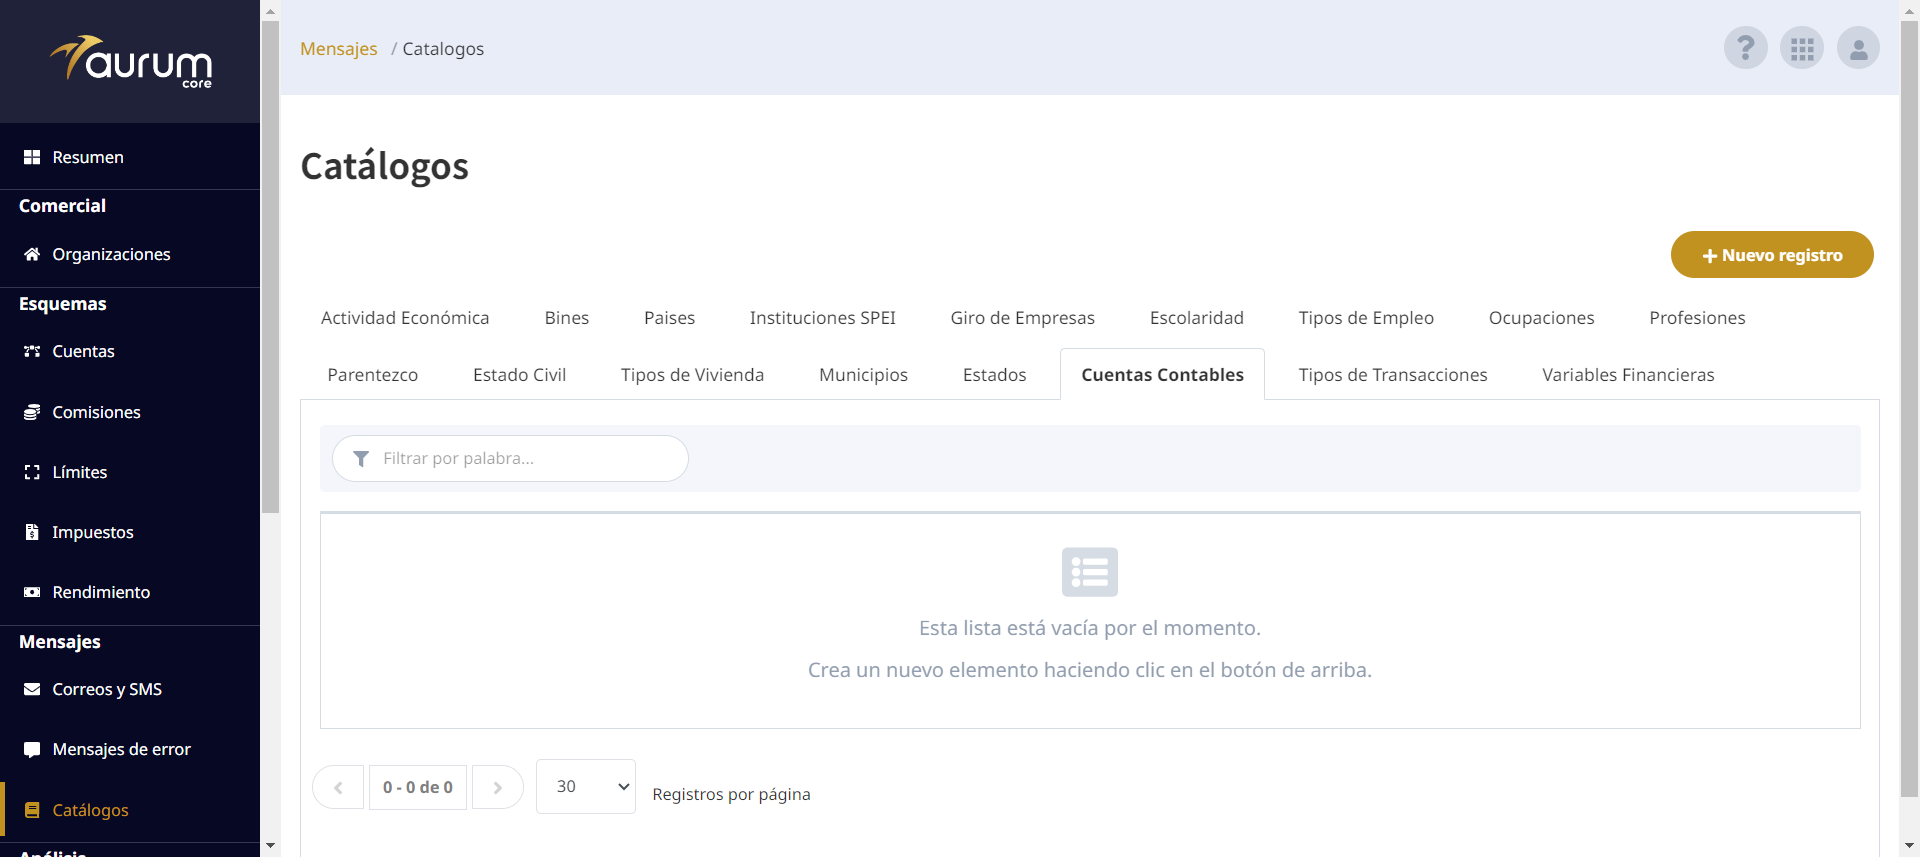 aurum
core
Resumen
Comercial
Organizaciones
Esquemas
Cuentas
Comisiones
Límites
Impuestos
Rendimiento
Mensajes
Correos y SMS
Mensajes de error
Catálogos
Análisis
Mensajes / Catalogos
?
Catálogos
+ Nuevo registro
Actividad Económica Bines Paises Instituciones SPEI Giro de Empresas Escolaridad Tipos de Empleo Ocupaciones Profesiones
Parentezco Estado Civil Tipos de Vivienda Municipios Estados Cuentas Contables Tipos de Transacciones Variables Financieras
Filtrar por palabra...
Esta lista está vacía por el momento.
Crea un nuevo elemento haciendo clic en el botón de arriba.
0 - 0 de 0
30
Registros por página